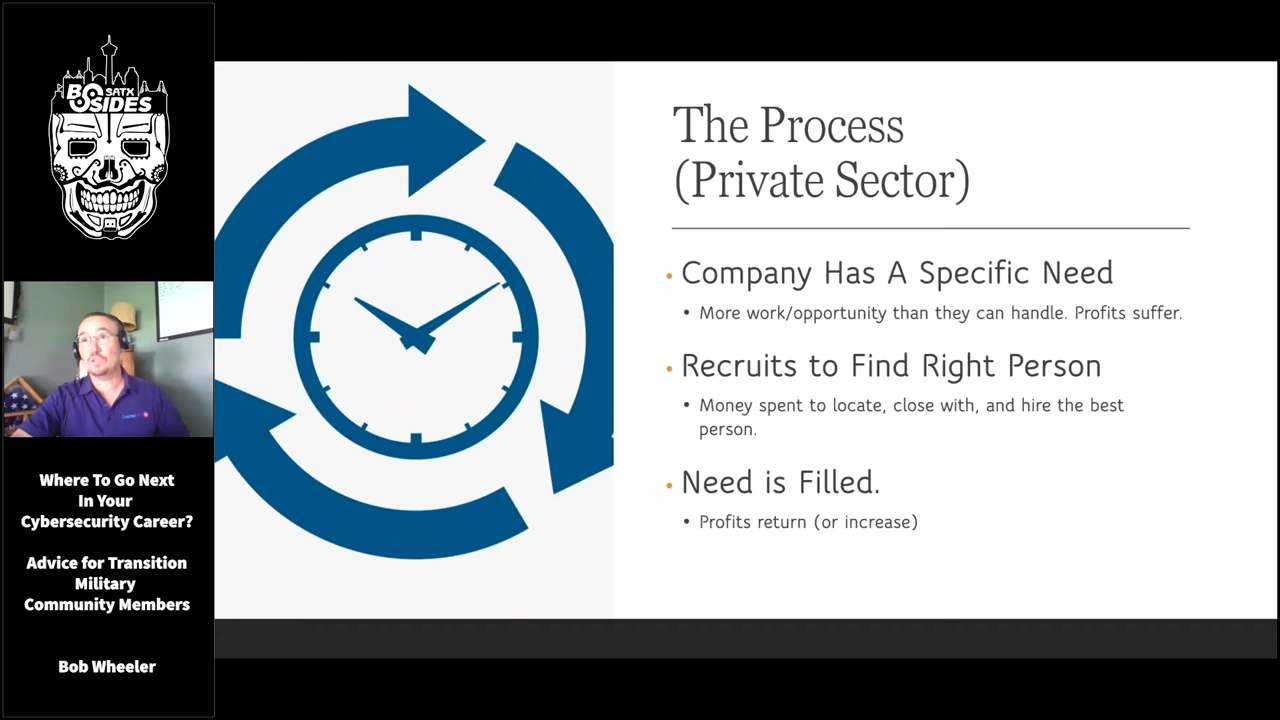 BSIDES
SATX
Where To Go Next
In Your
Cybersecurity Career?
Advice for Transition
Military
Community Members
Bob Wheeler
The Process
(Private Sector)
• Company Has A Specific Need
• More work/opportunity than they can handle. Profits suffer.
• Recruits to Find Right Person
• Money spent to locate, close with, and hire the best
person.
• Need is Filled.
• Profits return (or increase)